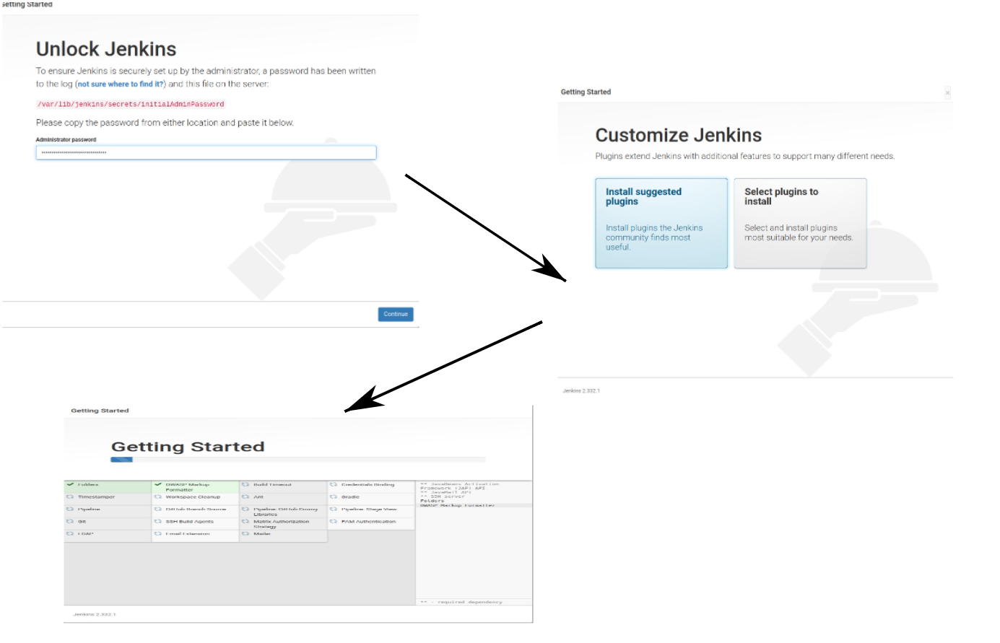 Getting Started
Unlock Jenkins
To ensure Jenkins is securely set up by the administrator, a password has been written
to the log (not sure where to find it?) and this file on the server:
/var/lib/jenkins/secrets/initialAdminPassword
Please copy the password from either location and paste it below.
Administrator password
Continue
Getting Started
Customize Jenkins
Plugins extend Jenkins with additional features to support many different needs.
Install suggested
plugins
Install plugins the Jenkins
community finds most
useful.
Select plugins to
install
Select and install plugins
most suitable for your needs.
Jenkins 2.332.1
Getting Started
Getting Started
Folders
OWASP Markup
Formatter
Build Timeout
Credentials Binding
Timestamper
Workspace Cleanup
Ant
Gradle
Pipeline
GitHub Branch Source
Pipeline: GitHub Groovy
Libraries
Pipeline: Stage View
Git
SSH Build Agents
Matrix Authorization
Strategy
PAM Authentication
LDAP
Email Extension
Mailer
** JavaBeans Activation
Framework (JAF) API
** JavaMail API
** SSH server
Folders
OWASP Markup Formatter
** - required dependency
Jenkins 2.332.1